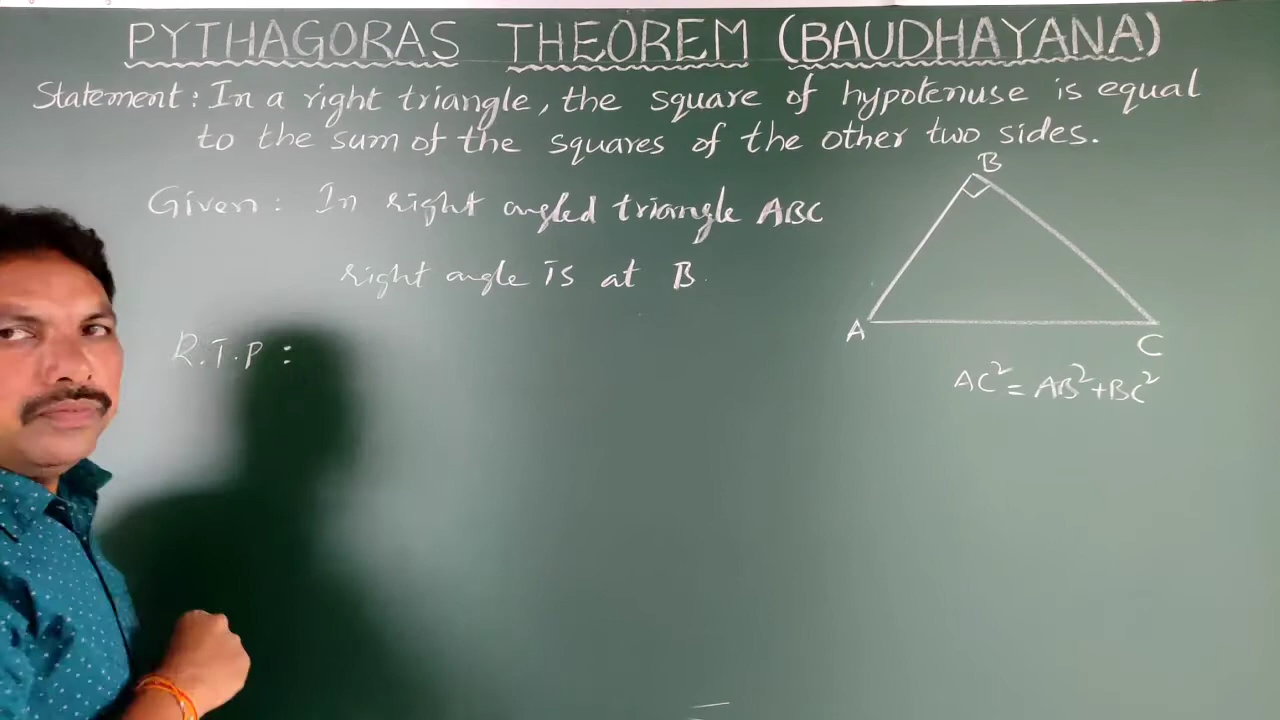 PYTHAGORAS THEOREM (BAUDHAYANA)
Statement: In a right triangle, the square of hypotenuse is equal
to the sum of the squares of the other two sides.
Given: In right angled triangle ABC
right angle is at B.
R.T.P:
B
A
C
AC² = AB² + BC²